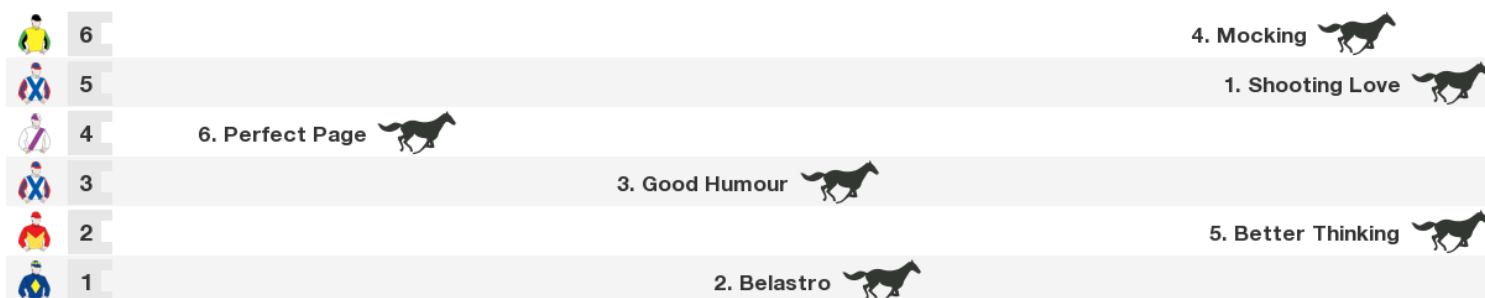 6 4. Mocking
5 1. Shooting Love
4 6. Perfect Page
3 3. Good Humour
2 5. Better Thinking
1 2. Belastro